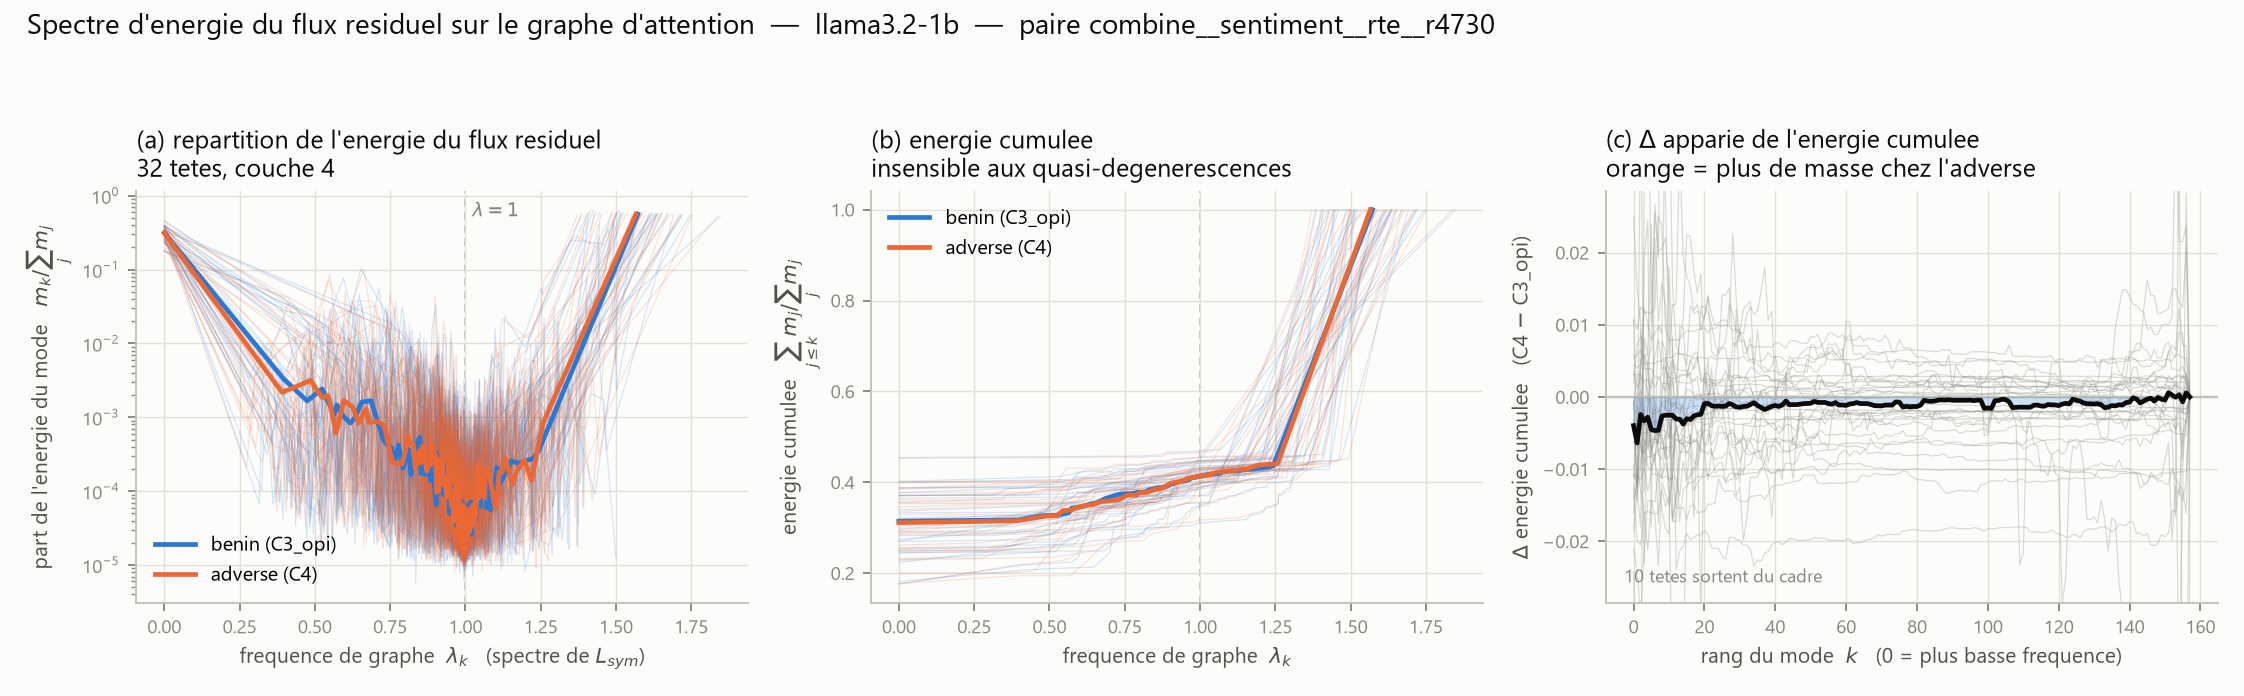 Spectre d'energie du flux residuel sur le graphe d'attention — llama3.2-1b — paire combine__sentiment__rte__r4730
(a) repartition de l'energie du flux residuel
32 tetes, couche 4
part de l'energie du mode m_k/∑_j m_j
10^0
10^-1
10^-2
10^-3
10^-4
10^-5
λ = 1
benin (C3_opi)
adverse (C4)
0.00 0.25 0.50 0.75 1.00 1.25 1.50 1.75
frequence de graphe λ_k (spectre de L_sym)
(b) energie cumulee
insensible aux quasi-degenerescences
energie cumulee ∑_{j≤k} m_j/∑_j m_j
1.0
0.8
0.6
0.4
0.2
benin (C3_opi)
adverse (C4)
0.00 0.25 0.50 0.75 1.00 1.25 1.50 1.75
frequence de graphe λ_k
(c) Δ apparie de l'energie cumulee
orange = plus de masse chez l'adverse
Δ energie cumulee (C4 − C3_opi)
0.02
0.01
0.00
−0.01
−0.02
10 tetes sortent du cadre
0 20 40 60 80 100 120 140 160
rang du mode k (0 = plus basse frequence)